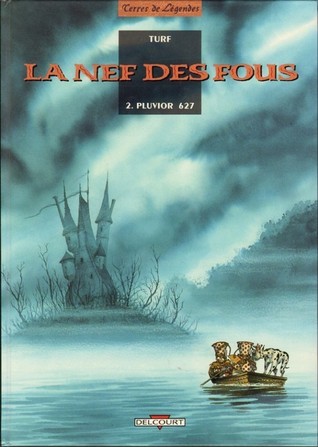 Terres de Légendes
TURF
LA NEF DES FOUS
2. PLUVIOR 627
DELCOURT